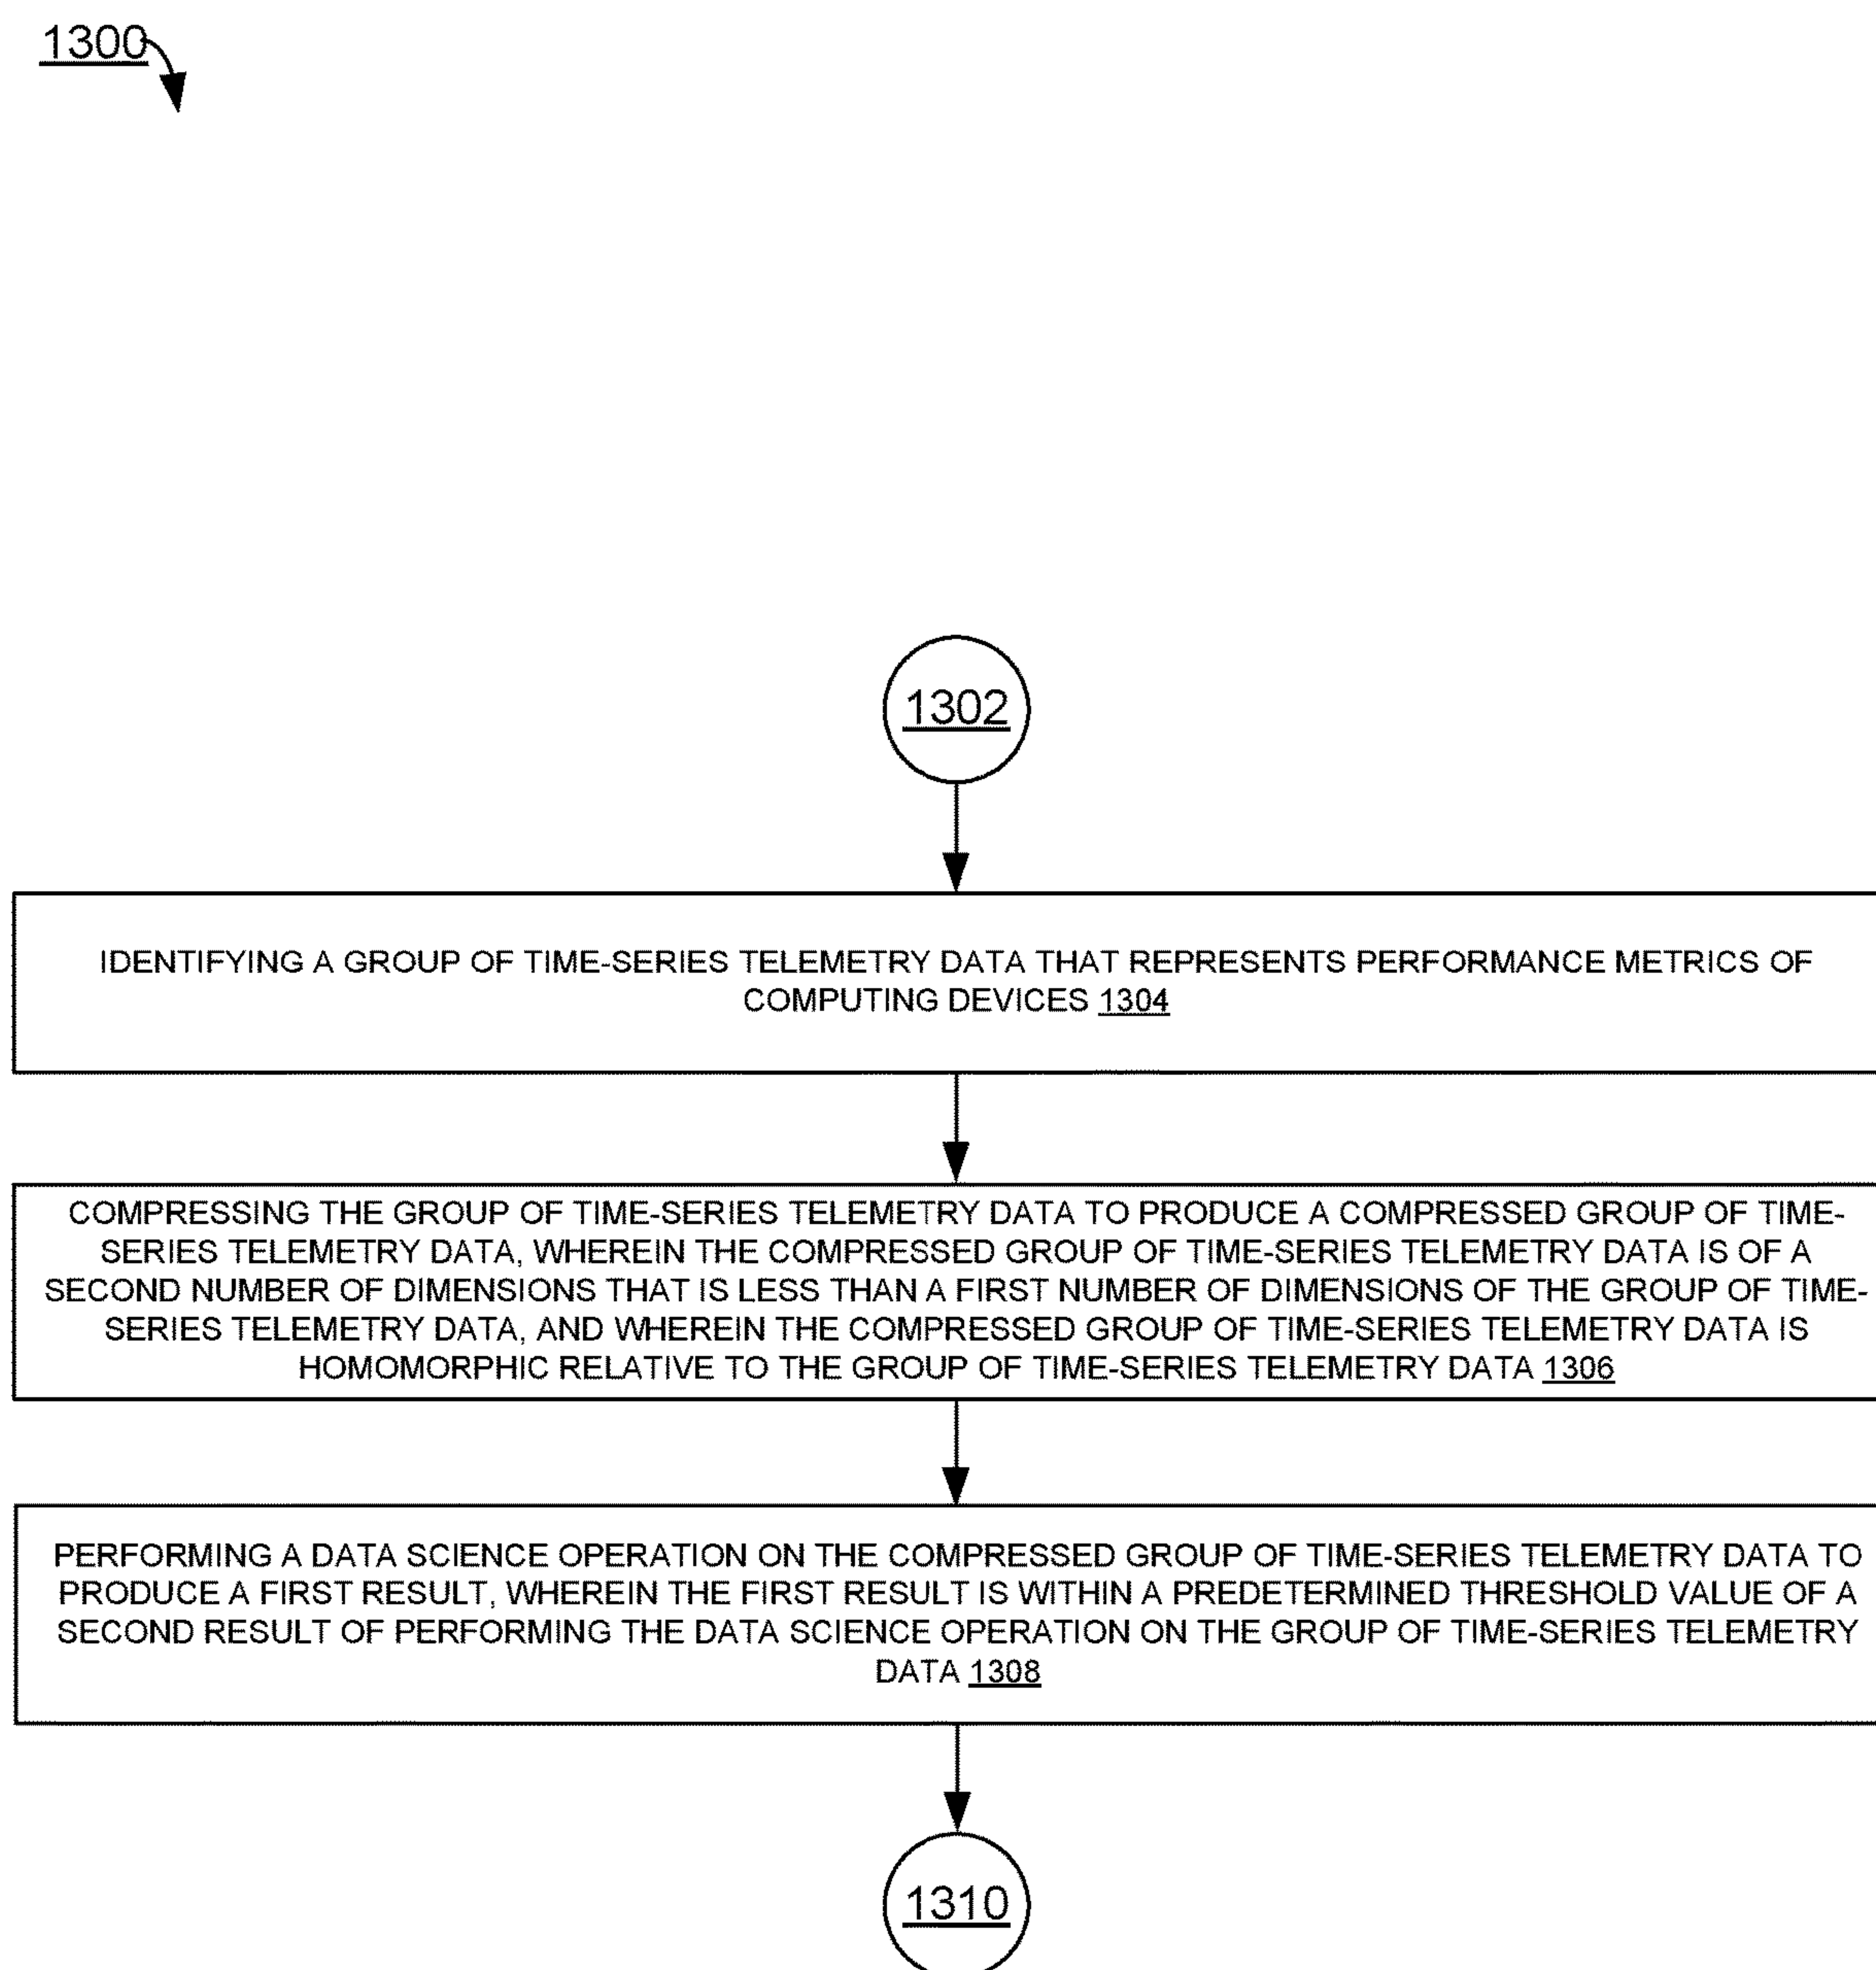 1300
1302
IDENTIFYING A GROUP OF TIME-SERIES TELEMETRY DATA THAT REPRESENTS PERFORMANCE METRICS OF
COMPUTING DEVICES 1304
COMPRESSING THE GROUP OF TIME-SERIES TELEMETRY DATA TO PRODUCE A COMPRESSED GROUP OF TIME-
SERIES TELEMETRY DATA, WHEREIN THE COMPRESSED GROUP OF TIME-SERIES TELEMETRY DATA IS OF A
SECOND NUMBER OF DIMENSIONS THAT IS LESS THAN A FIRST NUMBER OF DIMENSIONS OF THE GROUP OF TIME-
SERIES TELEMETRY DATA, AND WHEREIN THE COMPRESSED GROUP OF TIME-SERIES TELEMETRY DATA IS
HOMOMORPHIC RELATIVE TO THE GROUP OF TIME-SERIES TELEMETRY DATA 1306
PERFORMING A DATA SCIENCE OPERATION ON THE COMPRESSED GROUP OF TIME-SERIES TELEMETRY DATA TO
PRODUCE A FIRST RESULT, WHEREIN THE FIRST RESULT IS WITHIN A PREDETERMINED THRESHOLD VALUE OF A
SECOND RESULT OF PERFORMING THE DATA SCIENCE OPERATION ON THE GROUP OF TIME-SERIES TELEMETRY
DATA 1308
1310